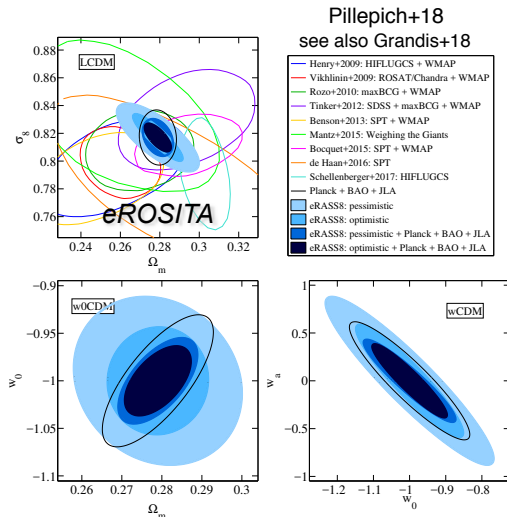 Pillepich+18
see also Grandis+18
LCDM
0.88
0.86
0.84
0.82
0.8
0.78
0.76
σ8
0.24
0.26
0.28
0.3
0.32
Ωm
eROSITA
Henry+2009: HIFLUGCS + WMAP
Vikhlinin+2009: ROSAT/Chandra + WMAP
Rozo+2010: maxBCG + WMAP
Tinker+2012: SDSS + maxBCG + WMAP
Benson+2013: SPT + WMAP
Mantz+2015: Weighing the Giants
Bocquet+2015: SPT + WMAP
de Haan+2016: SPT
Schellenberger+2017: HIFLUGCS
Planck + BAO + JLA
eRASS8: pessimistic
eRASS8: optimistic
eRASS8: pessimistic + Planck + BAO + JLA
eRASS8: optimistic + Planck + BAO + JLA
w0CDM
−0.9
−0.95
−1
−1.05
−1.1
w0
0.26
0.27
0.28
0.29
0.3
Ωm
wCDM
1
0.5
0
−0.5
−1
wa
−1.2
−1.1
−1
−0.9
−0.8
w0